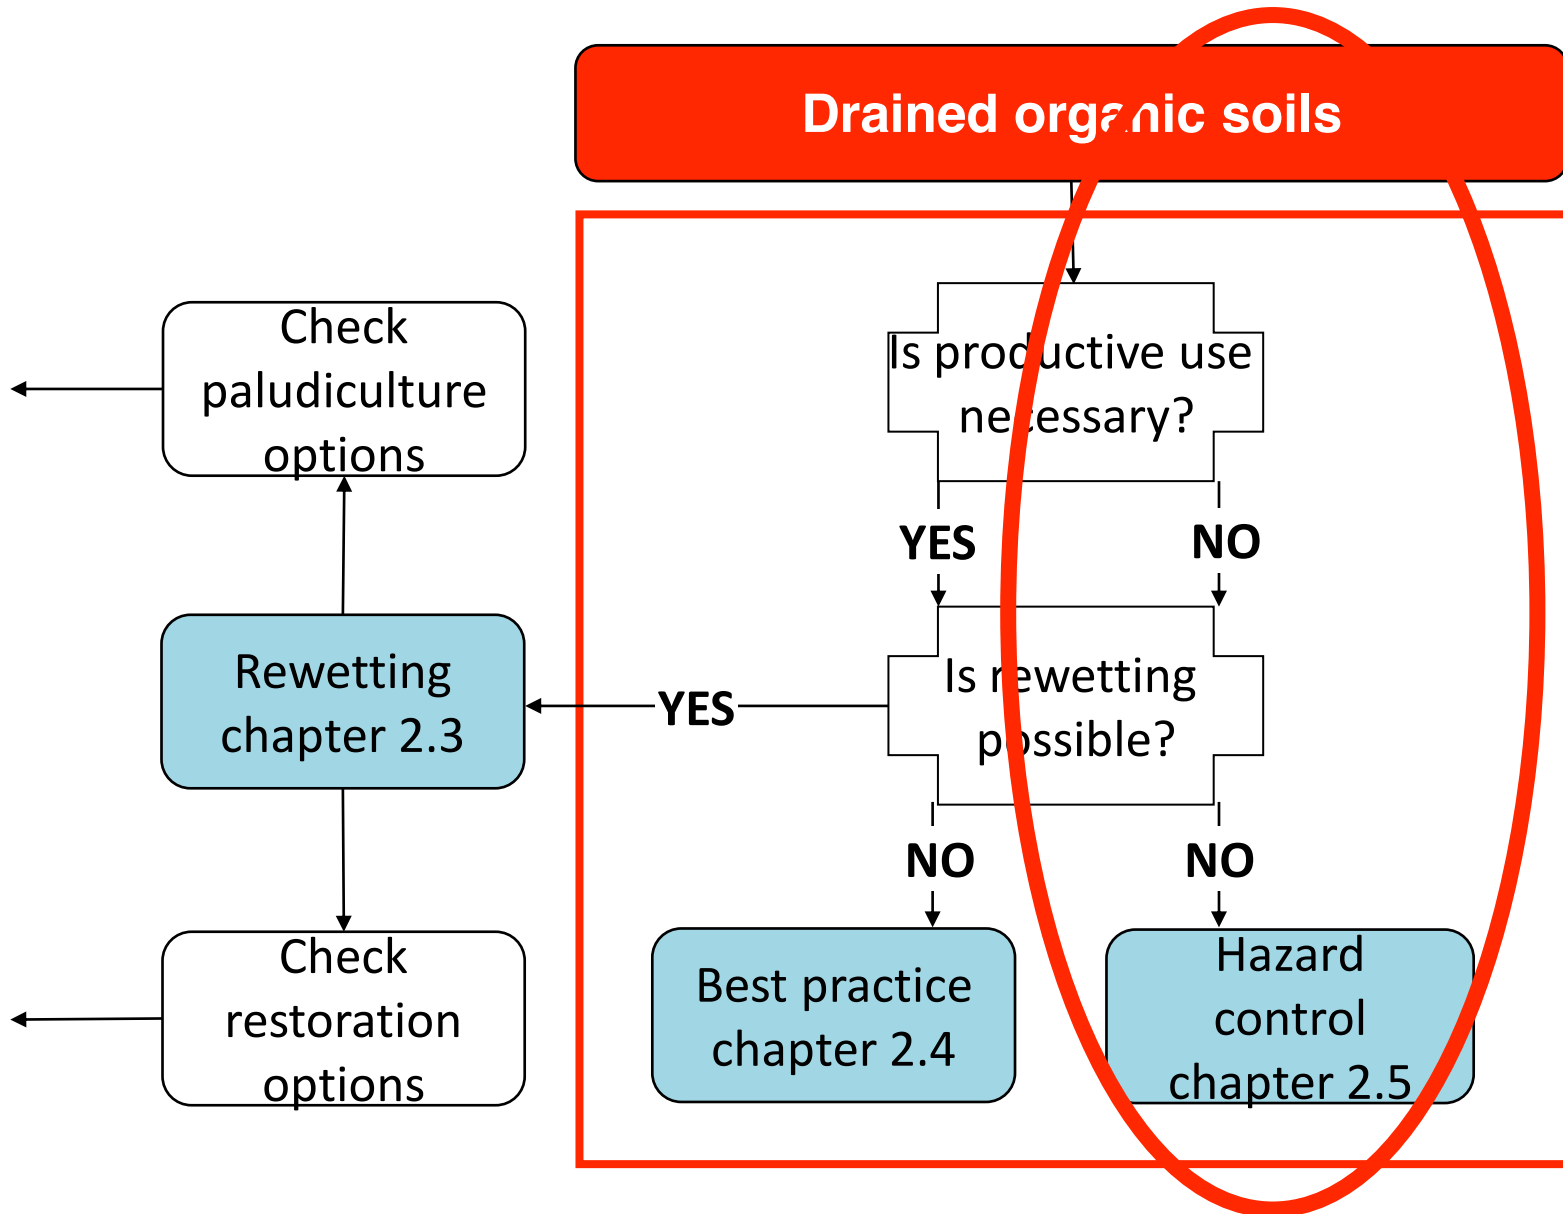 Drained organic soils
Check
paludiculture
options
Is productive use
necessary?
YES
NO
Rewetting
chapter 2.3
YES
Is rewetting
possible?
NO
NO
Check
restoration
options
Best practice
chapter 2.4
Hazard
control
chapter 2.5